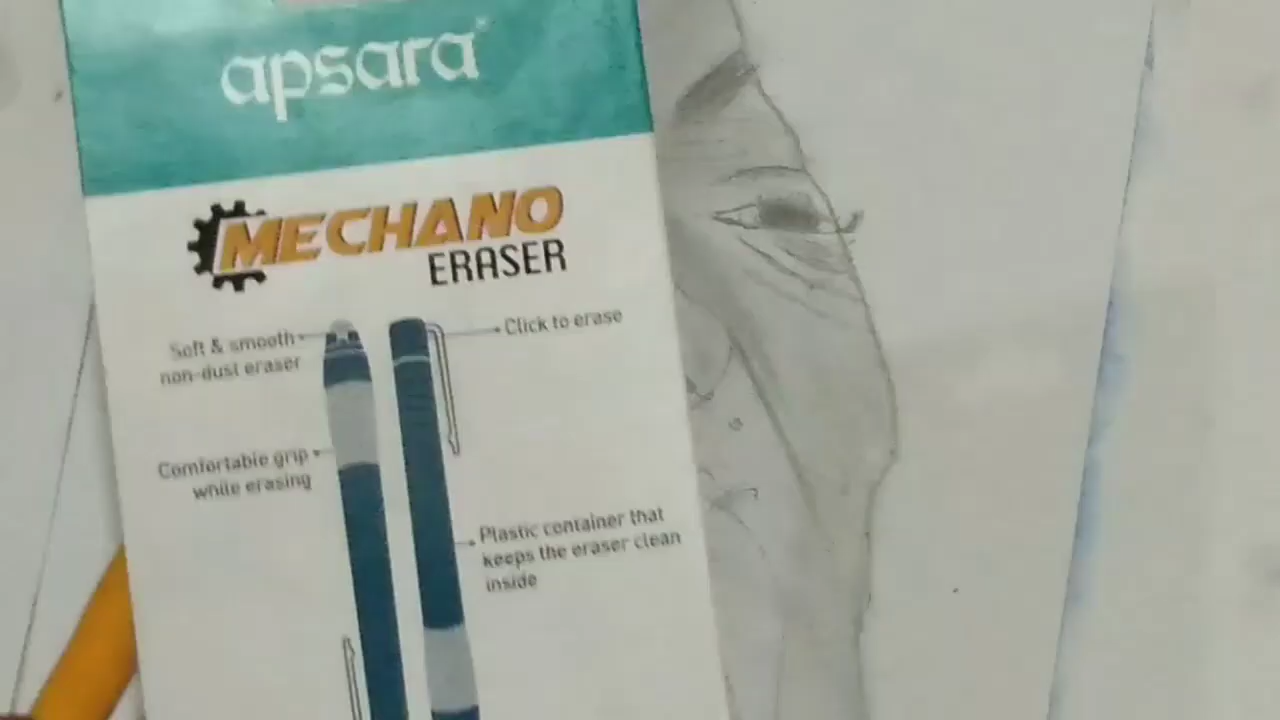 apsara
MECHANO
ERASER
Soft & smooth
non-dust eraser
Click to erase
Comfortable grip
while erasing
Plastic container that
keeps the eraser clean
inside